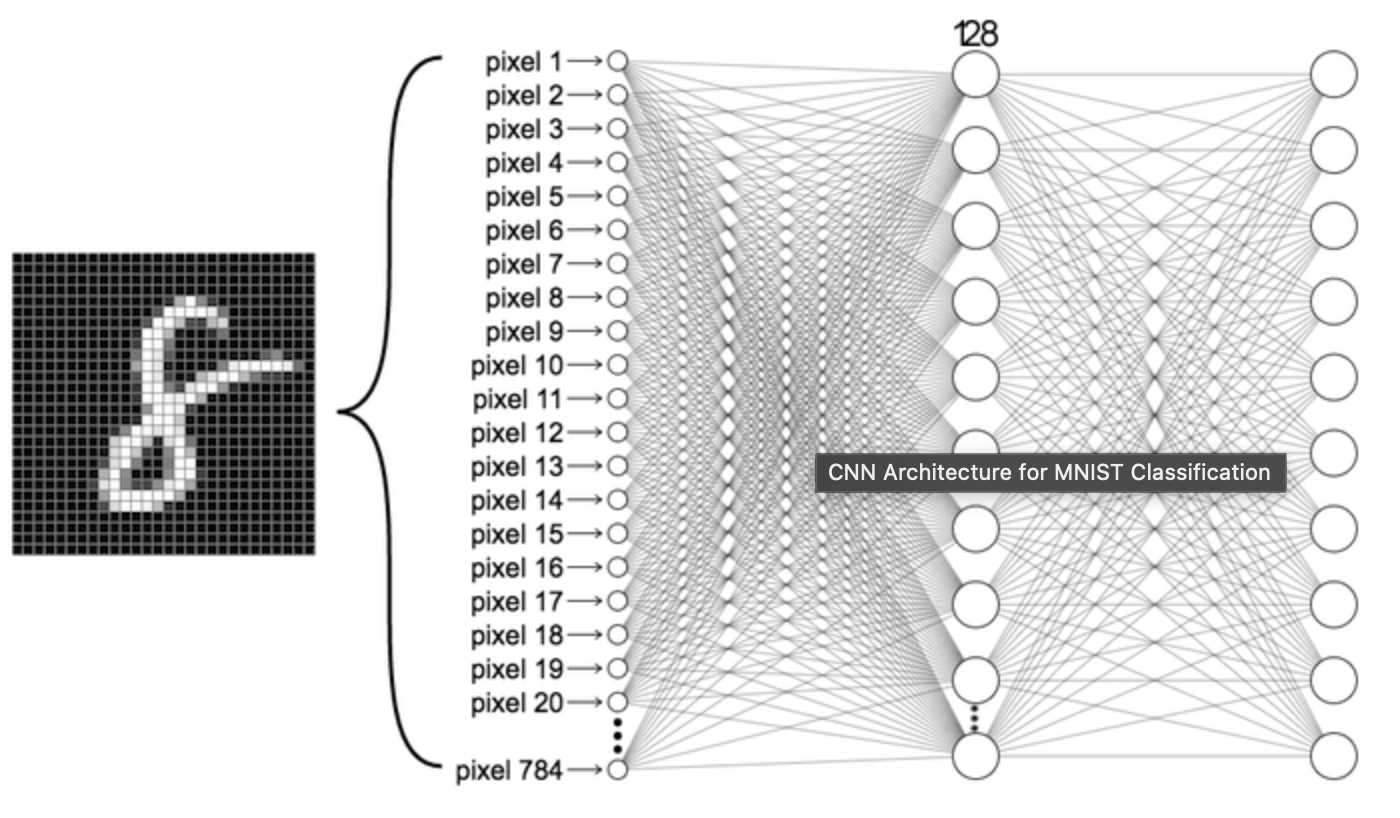 128
pixel 1
pixel 2
pixel 3
pixel 4
pixel 5
pixel 6
pixel 7
pixel 8
pixel 9
pixel 10
pixel 11
pixel 12
pixel 13
pixel 14
pixel 15
pixel 16
pixel 17
pixel 18
pixel 19
pixel 20
pixel 784
CNN Architecture for MNIST Classification